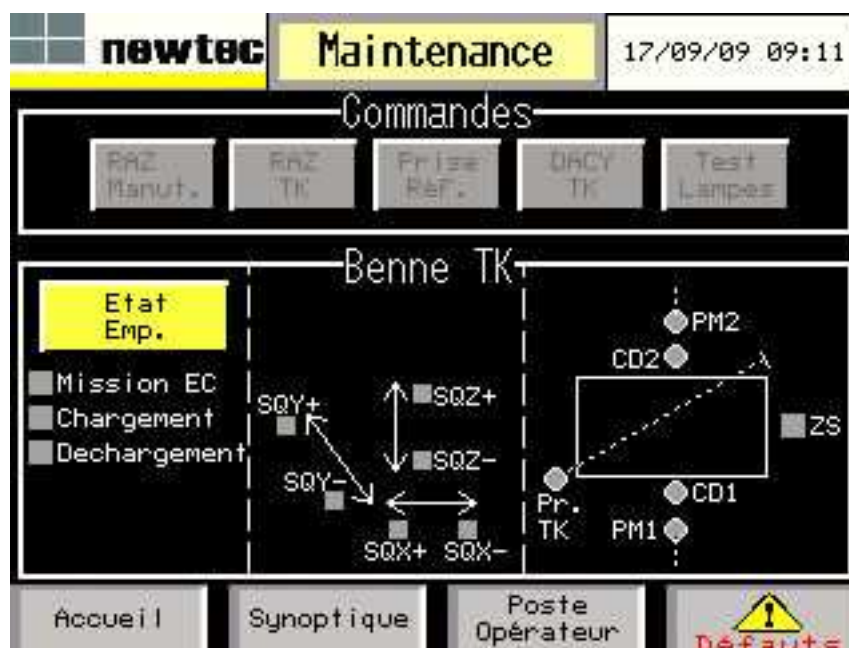 newtec
Maintenance
17/09/09 09:11
Commandes
RAZ
Manut.
RAZ
TK
Prise
Réf.
DACY
TK
Test
Lampes
Benne TK
Etat
Emp.
Mission EC
Chargement
Dechargement
SQY+
SQY-
SQZ+
SQZ-
SQX+ SQX-
PM2
CD2
ZS
Pr.
TK
CD1
PM1
Accueil
Synoptique
Poste
Opérateur
Défauts